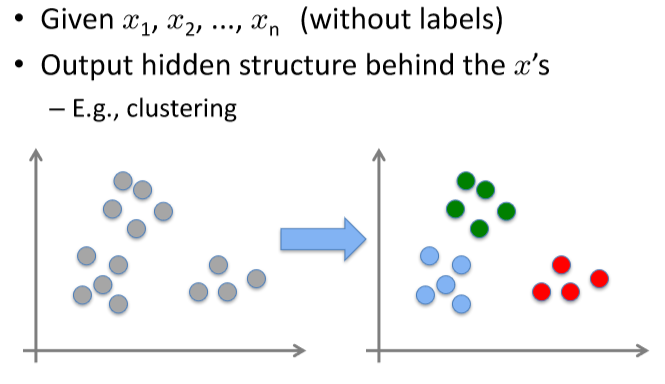 • Given x₁, x₂, ..., xₙ (without labels)
• Output hidden structure behind the x's
– E.g., clustering